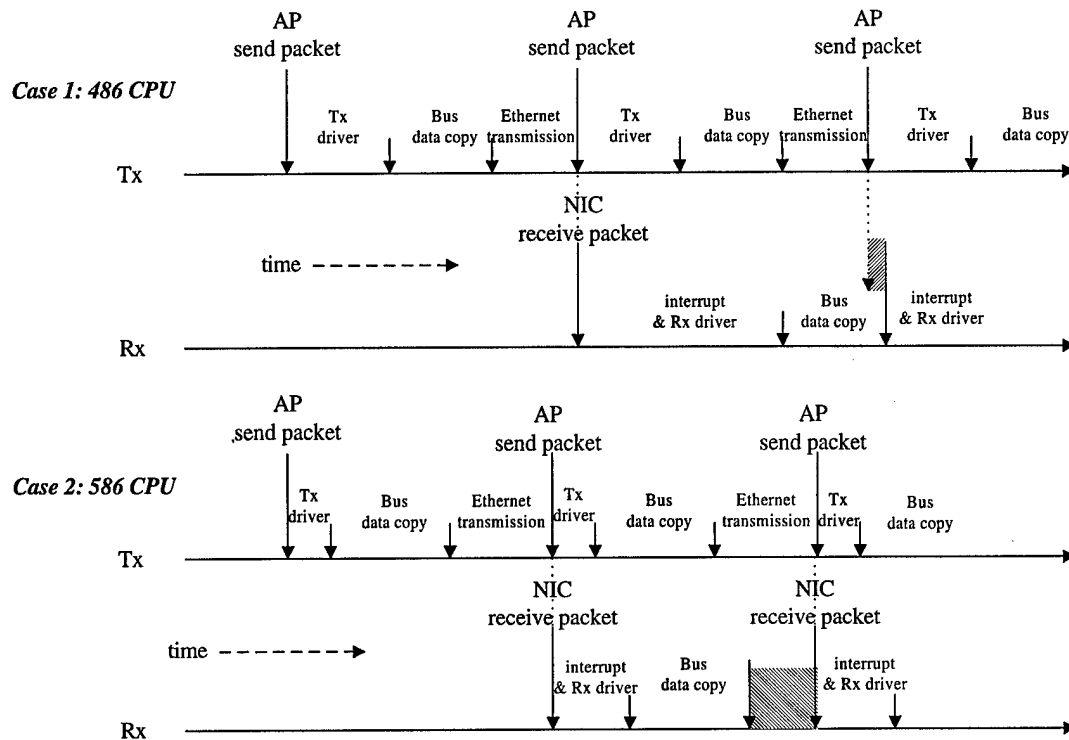 AP
send packet
AP
send packet
AP
send packet
Case 1: 486 CPU
Tx
driver
Bus
data copy
Ethernet
transmission
Tx
driver
Bus
data copy
Ethernet
transmission
Tx
driver
Bus
data copy
Tx
NIC
receive packet
time
interrupt
& Rx driver
Bus
data copy
interrupt
& Rx driver
Rx
AP
send packet
AP
send packet
AP
send packet
Case 2: 586 CPU
Tx
driver
Bus
data copy
Ethernet
transmission
Tx
driver
Bus
data copy
Ethernet
transmission
Tx
driver
Bus
data copy
Tx
NIC
receive packet
NIC
receive packet
time
interrupt
& Rx driver
Bus
data copy
interrupt
& Rx driver
Rx